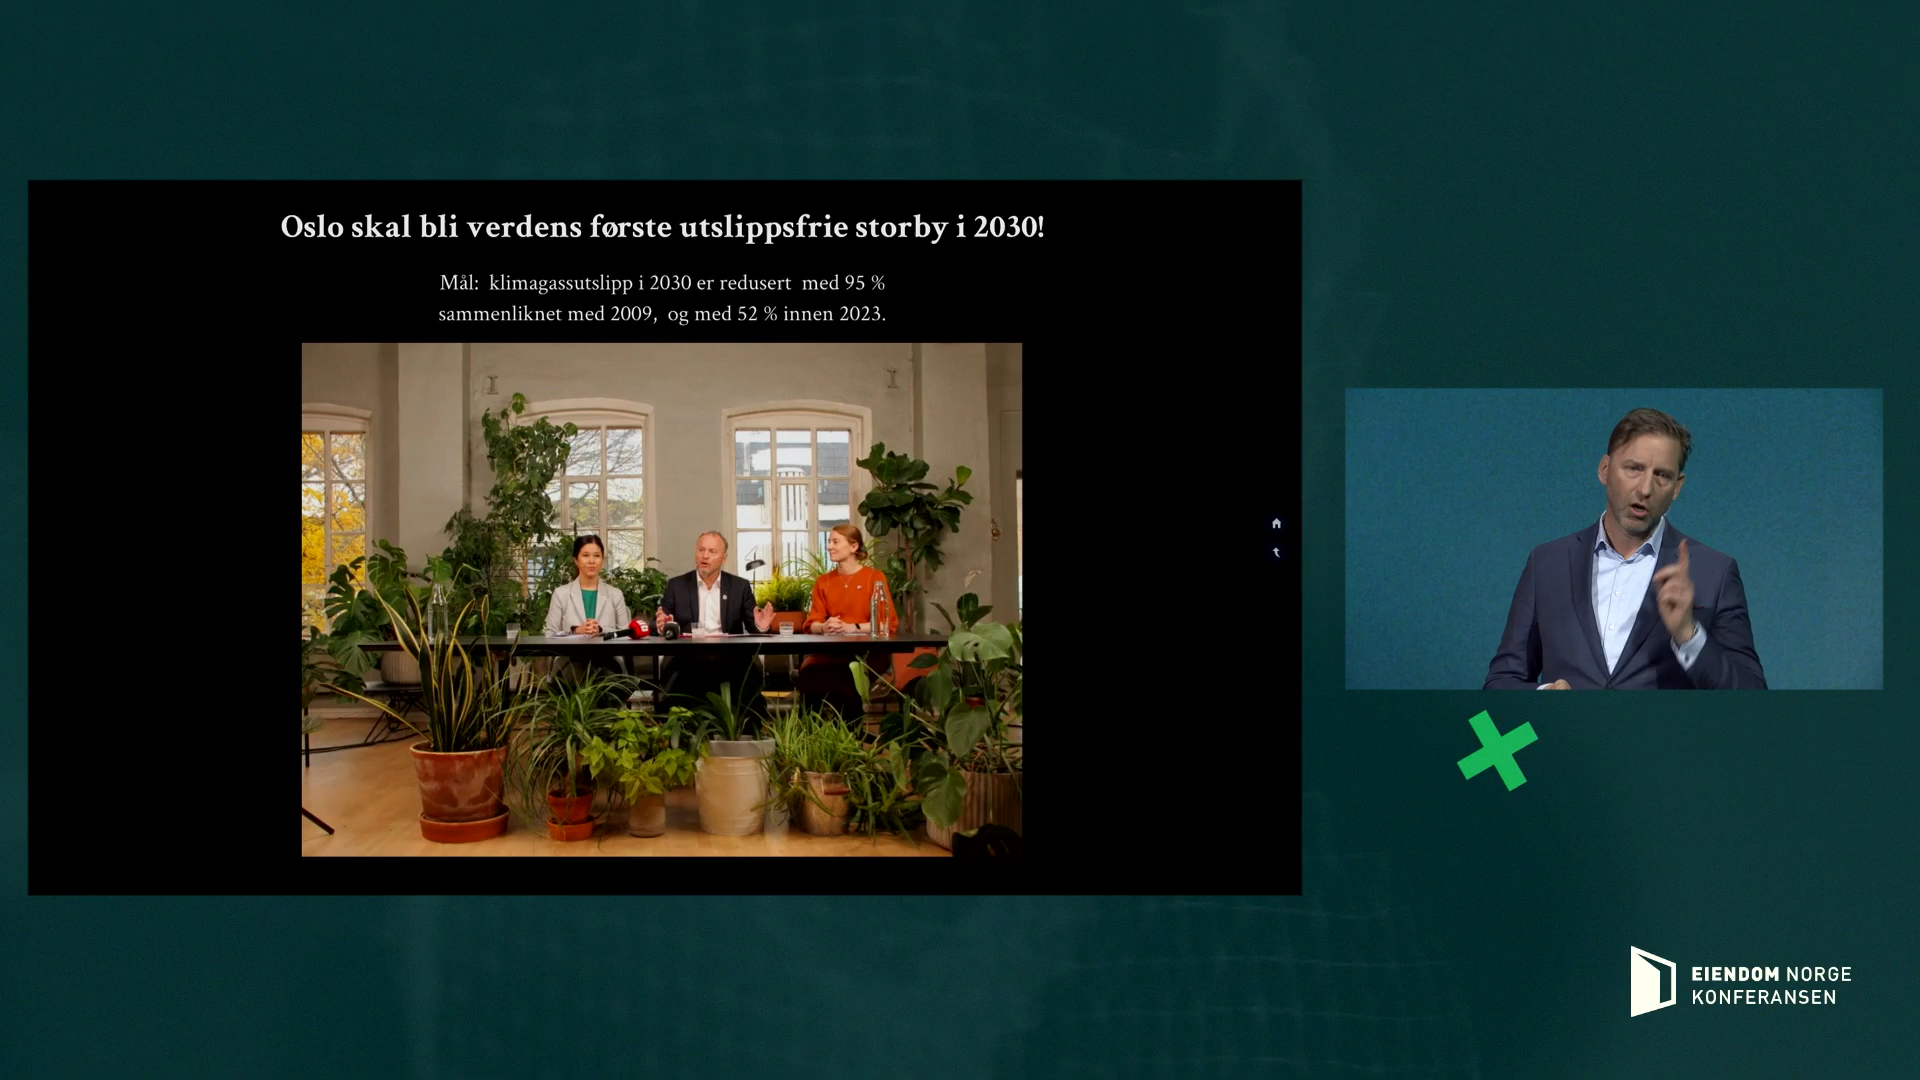 Oslo skal bli verdens første utslippsfrie storby i 2030!
Mål: klimagassutslipp i 2030 er redusert med 95 %
sammenliknet med 2009, og med 52 % innen 2023.
EIENDOM NORGE
KONFERANSEN